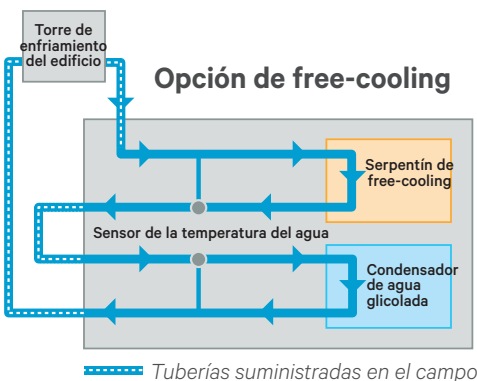 Torre de
enfriamiento
del edificio
Opción de free-cooling
Serpentín de
free-cooling
Sensor de la temperatura del agua
Condensador
de agua
glicolada
Tuberías suministradas en el campo